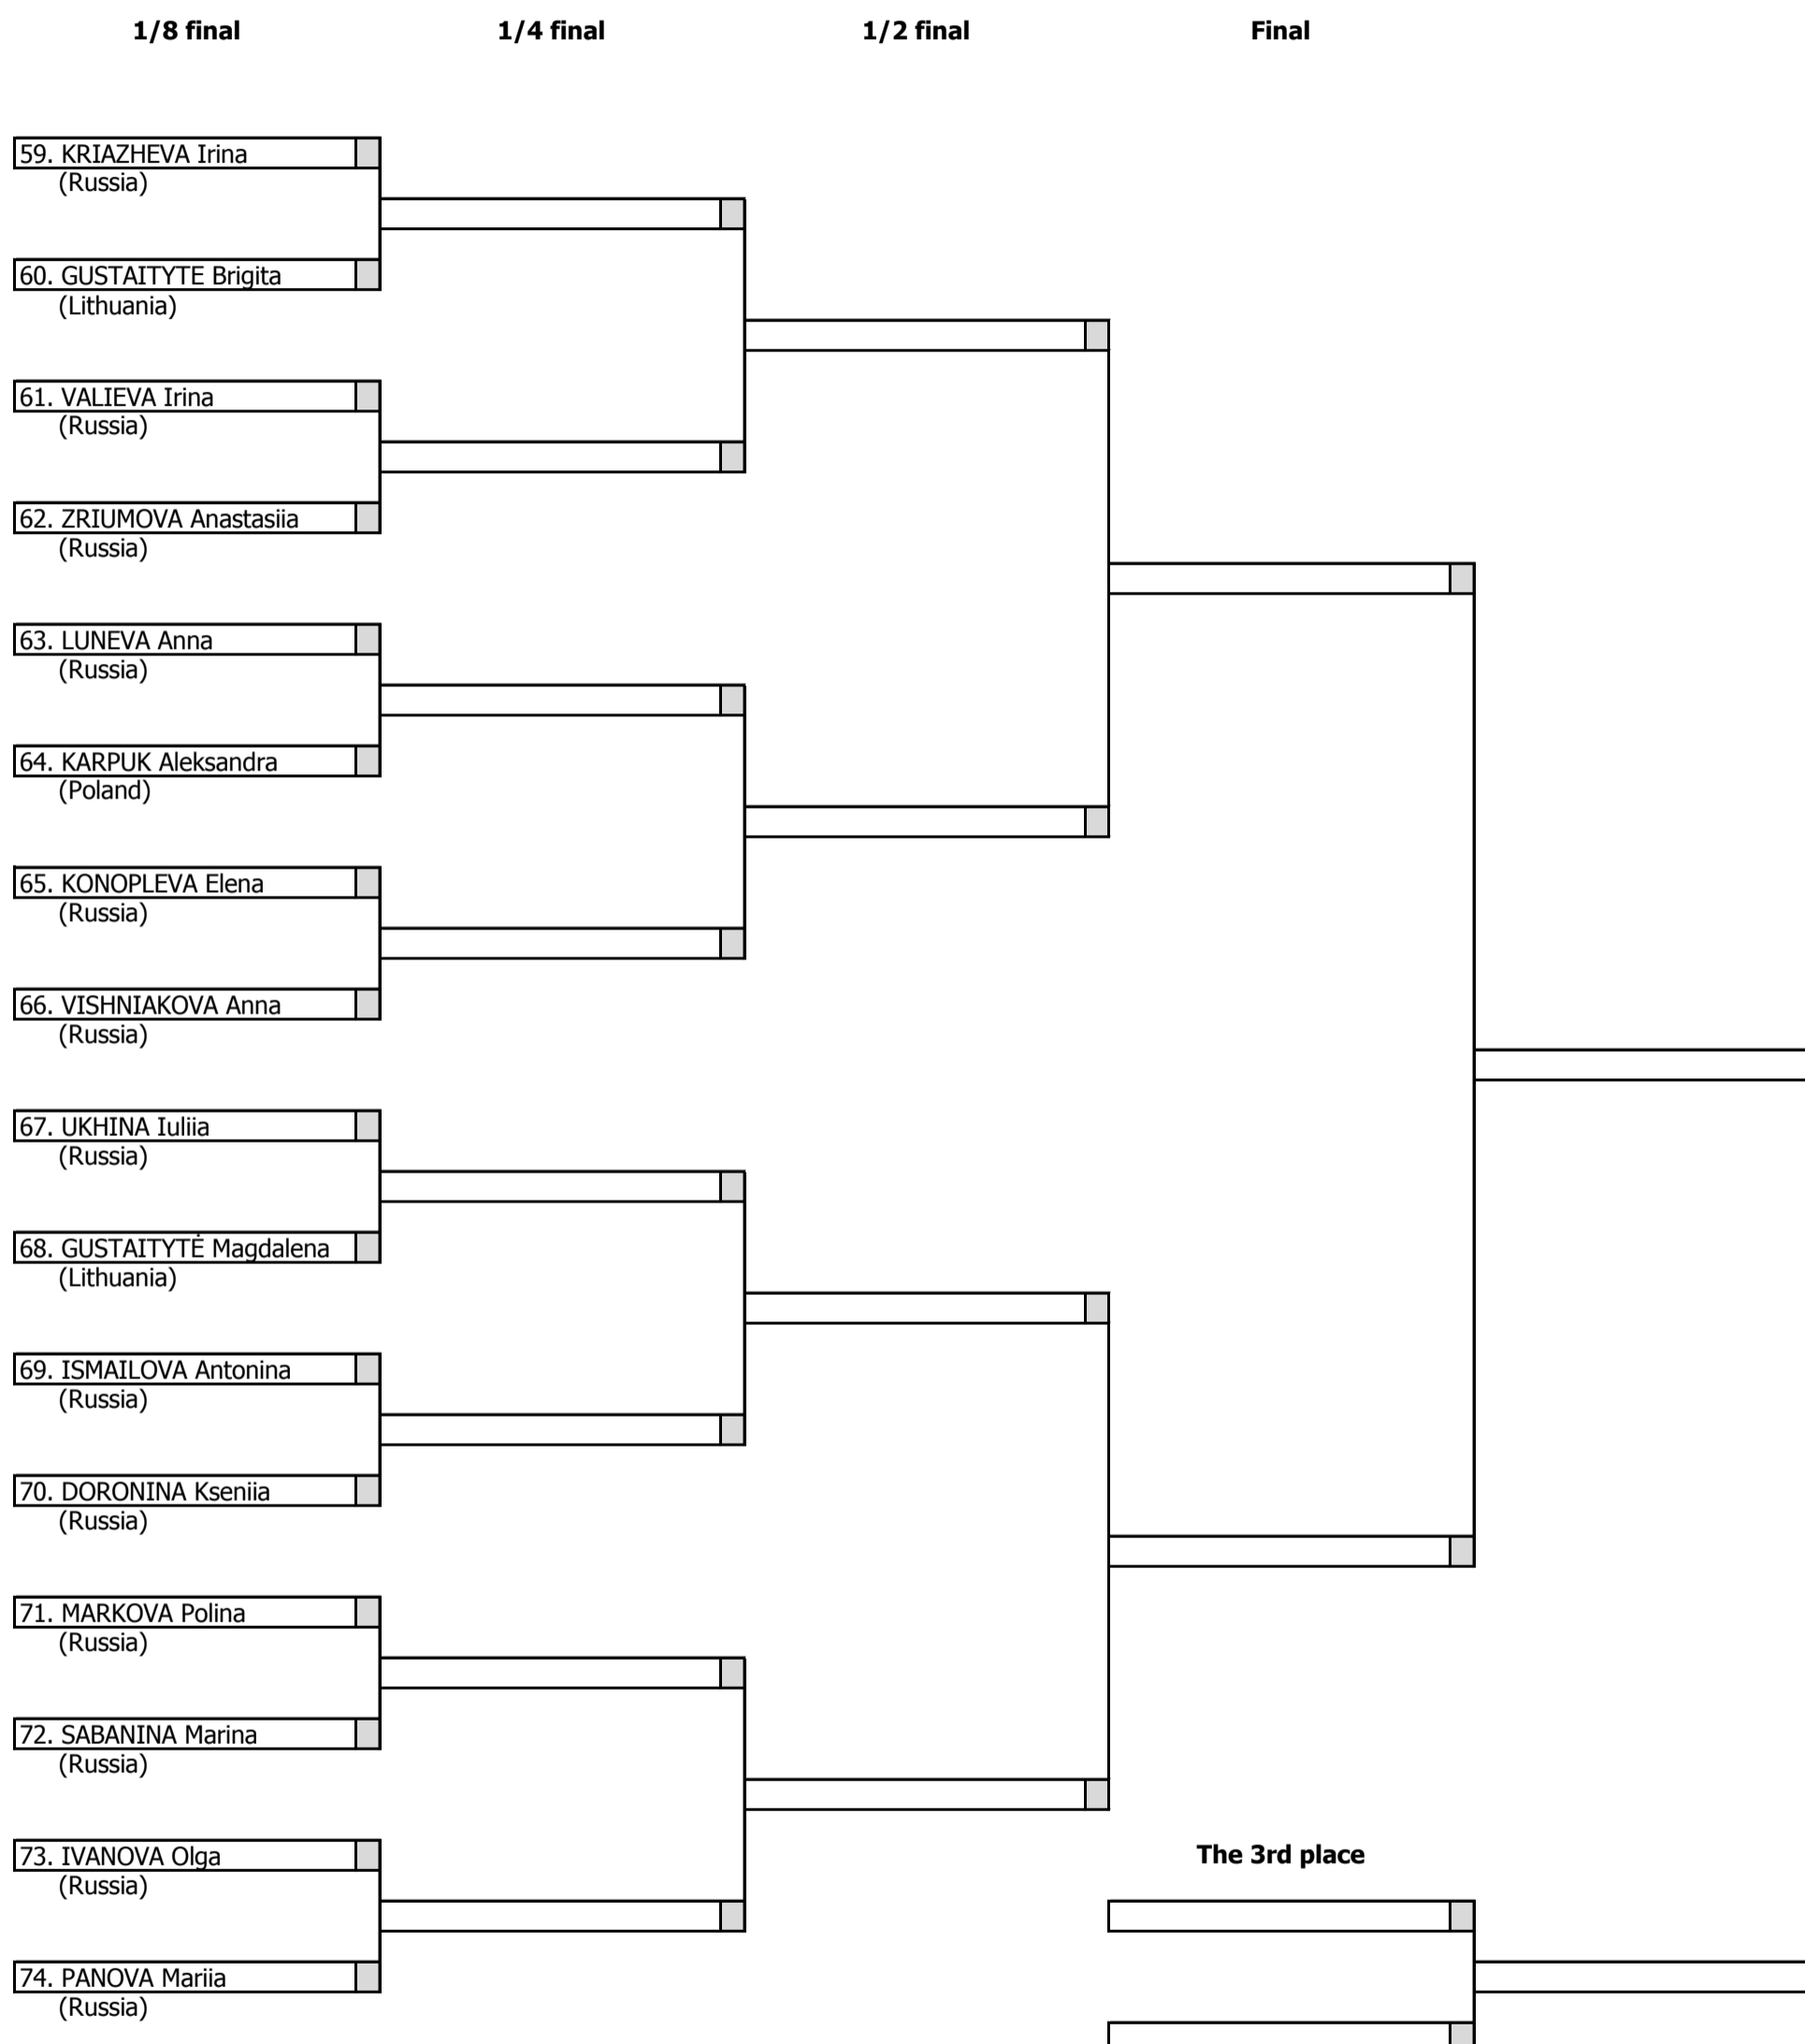 1/8 final 1/4 final 1/2 final Final
59. KRIAZHEVA Irina
(Russia)
60. GUSTAITYTE Brigita
(Lithuania)
61. VALIEVA Irina
(Russia)
62. ZRIUMOVA Anastasiia
(Russia)
63. LUNEVA Anna
(Russia)
64. KARPUK Aleksandra
(Poland)
65. KONOPLEVA Elena
(Russia)
66. VISHNIAKOVA Anna
(Russia)
67. UKHINA Iuliia
(Russia)
68. GUSTAITYTĖ Magdalena
(Lithuania)
69. ISMAILOVA Antonina
(Russia)
70. DORONINA Kseniia
(Russia)
71. MARKOVA Polina
(Russia)
72. SABANINA Marina
(Russia)
73. IVANOVA Olga
(Russia)
The 3rd place
74. PANOVA Mariia
(Russia)